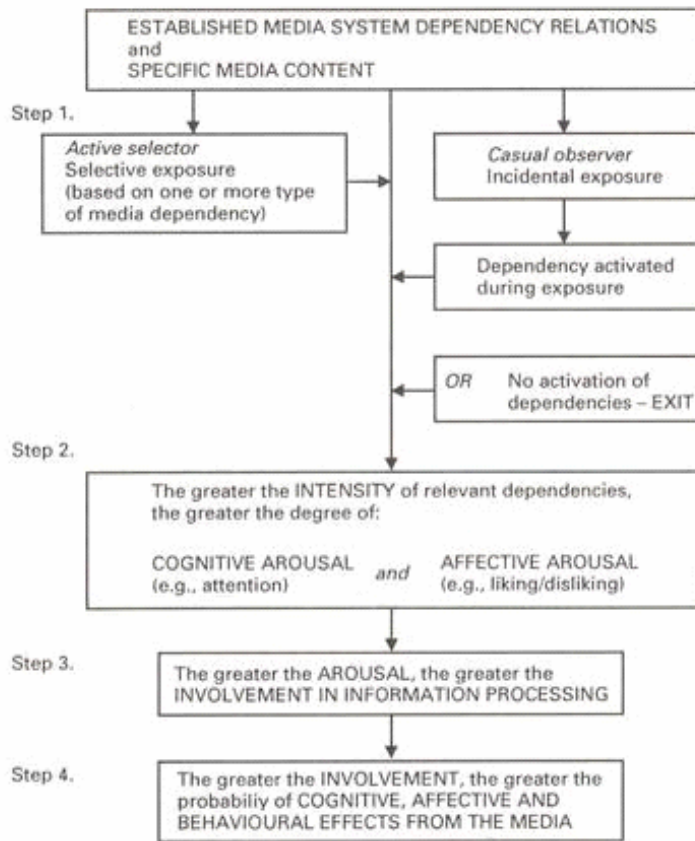 ESTABLISHED MEDIA SYSTEM DEPENDENCY RELATIONS
and
SPECIFIC MEDIA CONTENT
Step 1.
Active selector
Selective exposure
(based on one or more type
of media dependency)
Casual observer
Incidental exposure
Dependency activated
during exposure
OR No activation of
dependencies – EXIT
Step 2.
The greater the INTENSITY of relevant dependencies,
the greater the degree of:
COGNITIVE AROUSAL
(e.g., attention)
and
AFFECTIVE AROUSAL
(e.g., liking/disliking)
Step 3.
The greater the AROUSAL, the greater the
INVOLVEMENT IN INFORMATION PROCESSING
Step 4.
The greater the INVOLVEMENT, the greater the
probabiliy of COGNITIVE, AFFECTIVE AND
BEHAVIOURAL EFFECTS FROM THE MEDIA